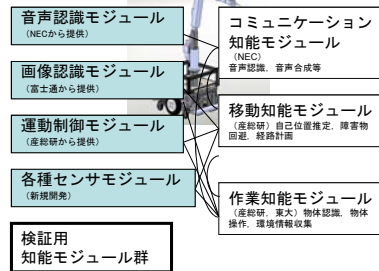 音声認識モジュール
(NECから提供)
画像認識モジュール
(富士通から提供)
運動制御モジュール
(産総研から提供)
各種センサモジュール
(新規開発)
検証用
知能モジュール群
コミュニケーション
知能モジュール
(NEC)
音声認識，音声合成等
移動知能モジュール
(産総研) 自己位置推定，障害物
回避，経路計画
作業知能モジュール
(産総研，東大) 物体認識，物体
操作，環境情報収集